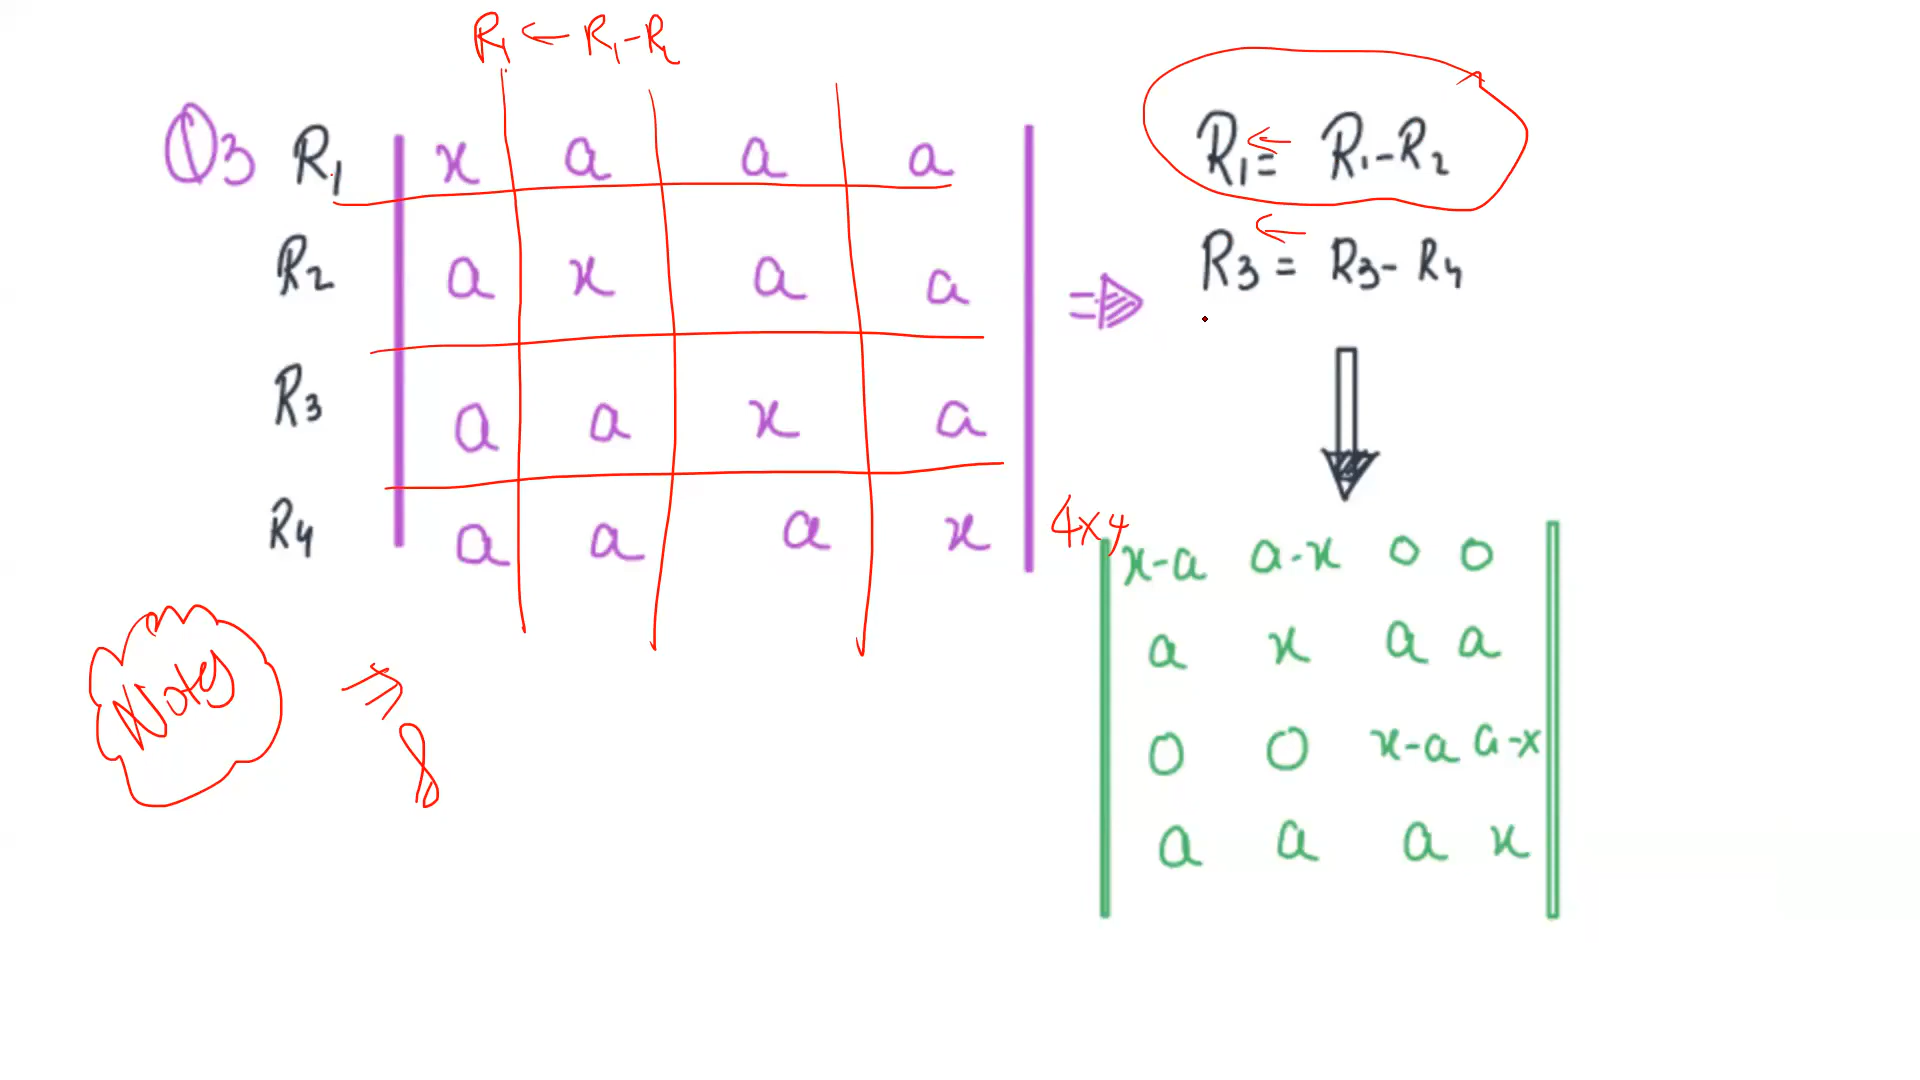 R1 ← R1 - R2
Q3 R1 | x a a a |
R2 | a x a a |
R3 | a a x a |
R4 | a a a x | 4x4
⇒ R1 = ← R1 - R2
R3 = ← R3 - R4
| x-a a-x 0 0 |
| a x a a |
| 0 0 x-a a-x |
| a a a x |
Notes ⇒